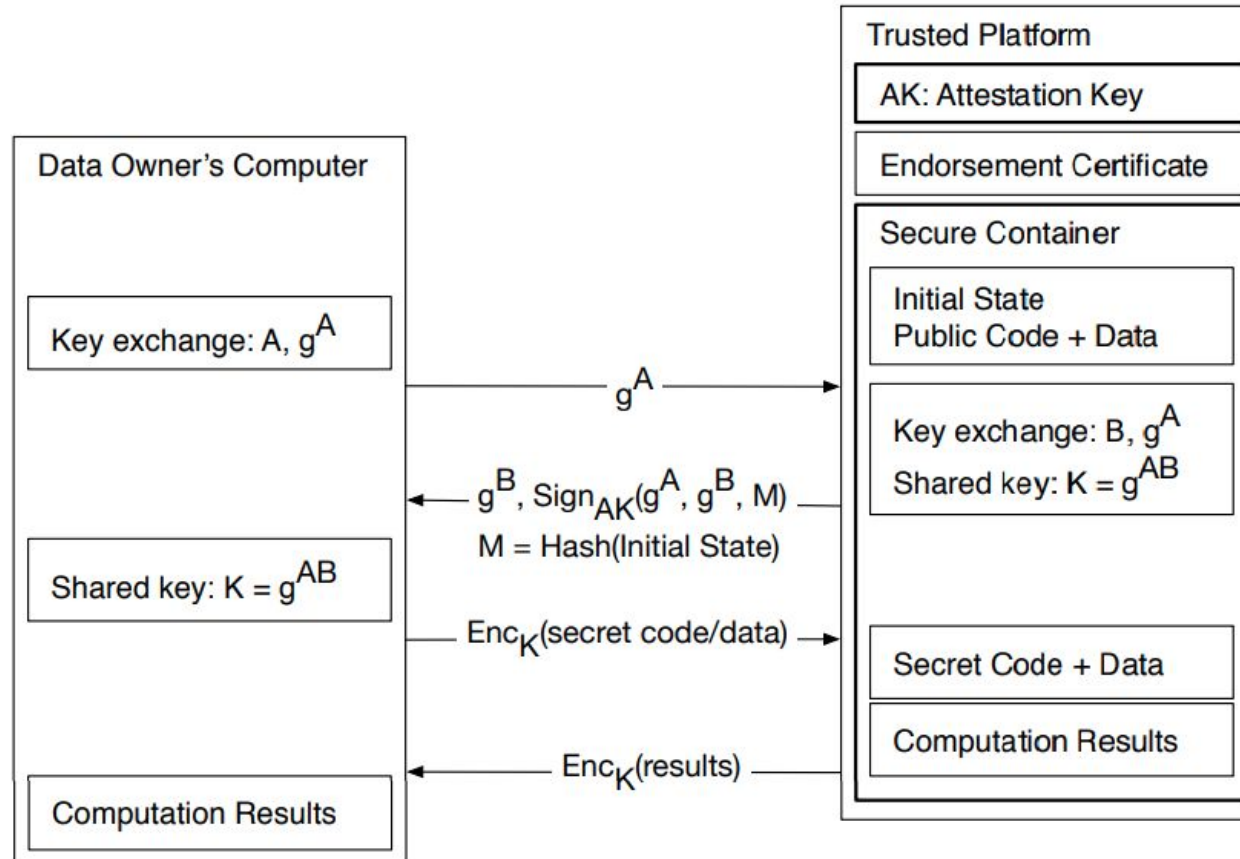 Trusted Platform
AK: Attestation Key
Endorsement Certificate
Secure Container
Initial State
Public Code + Data
Key exchange: B, g^A
Shared key: K = g^AB
Secret Code + Data
Computation Results
Data Owner's Computer
Key exchange: A, g^A
Shared key: K = g^AB
Computation Results
g^A
g^B, Sign_AK(g^A, g^B, M)
M = Hash(Initial State)
Enc_K(secret code/data)
Enc_K(results)